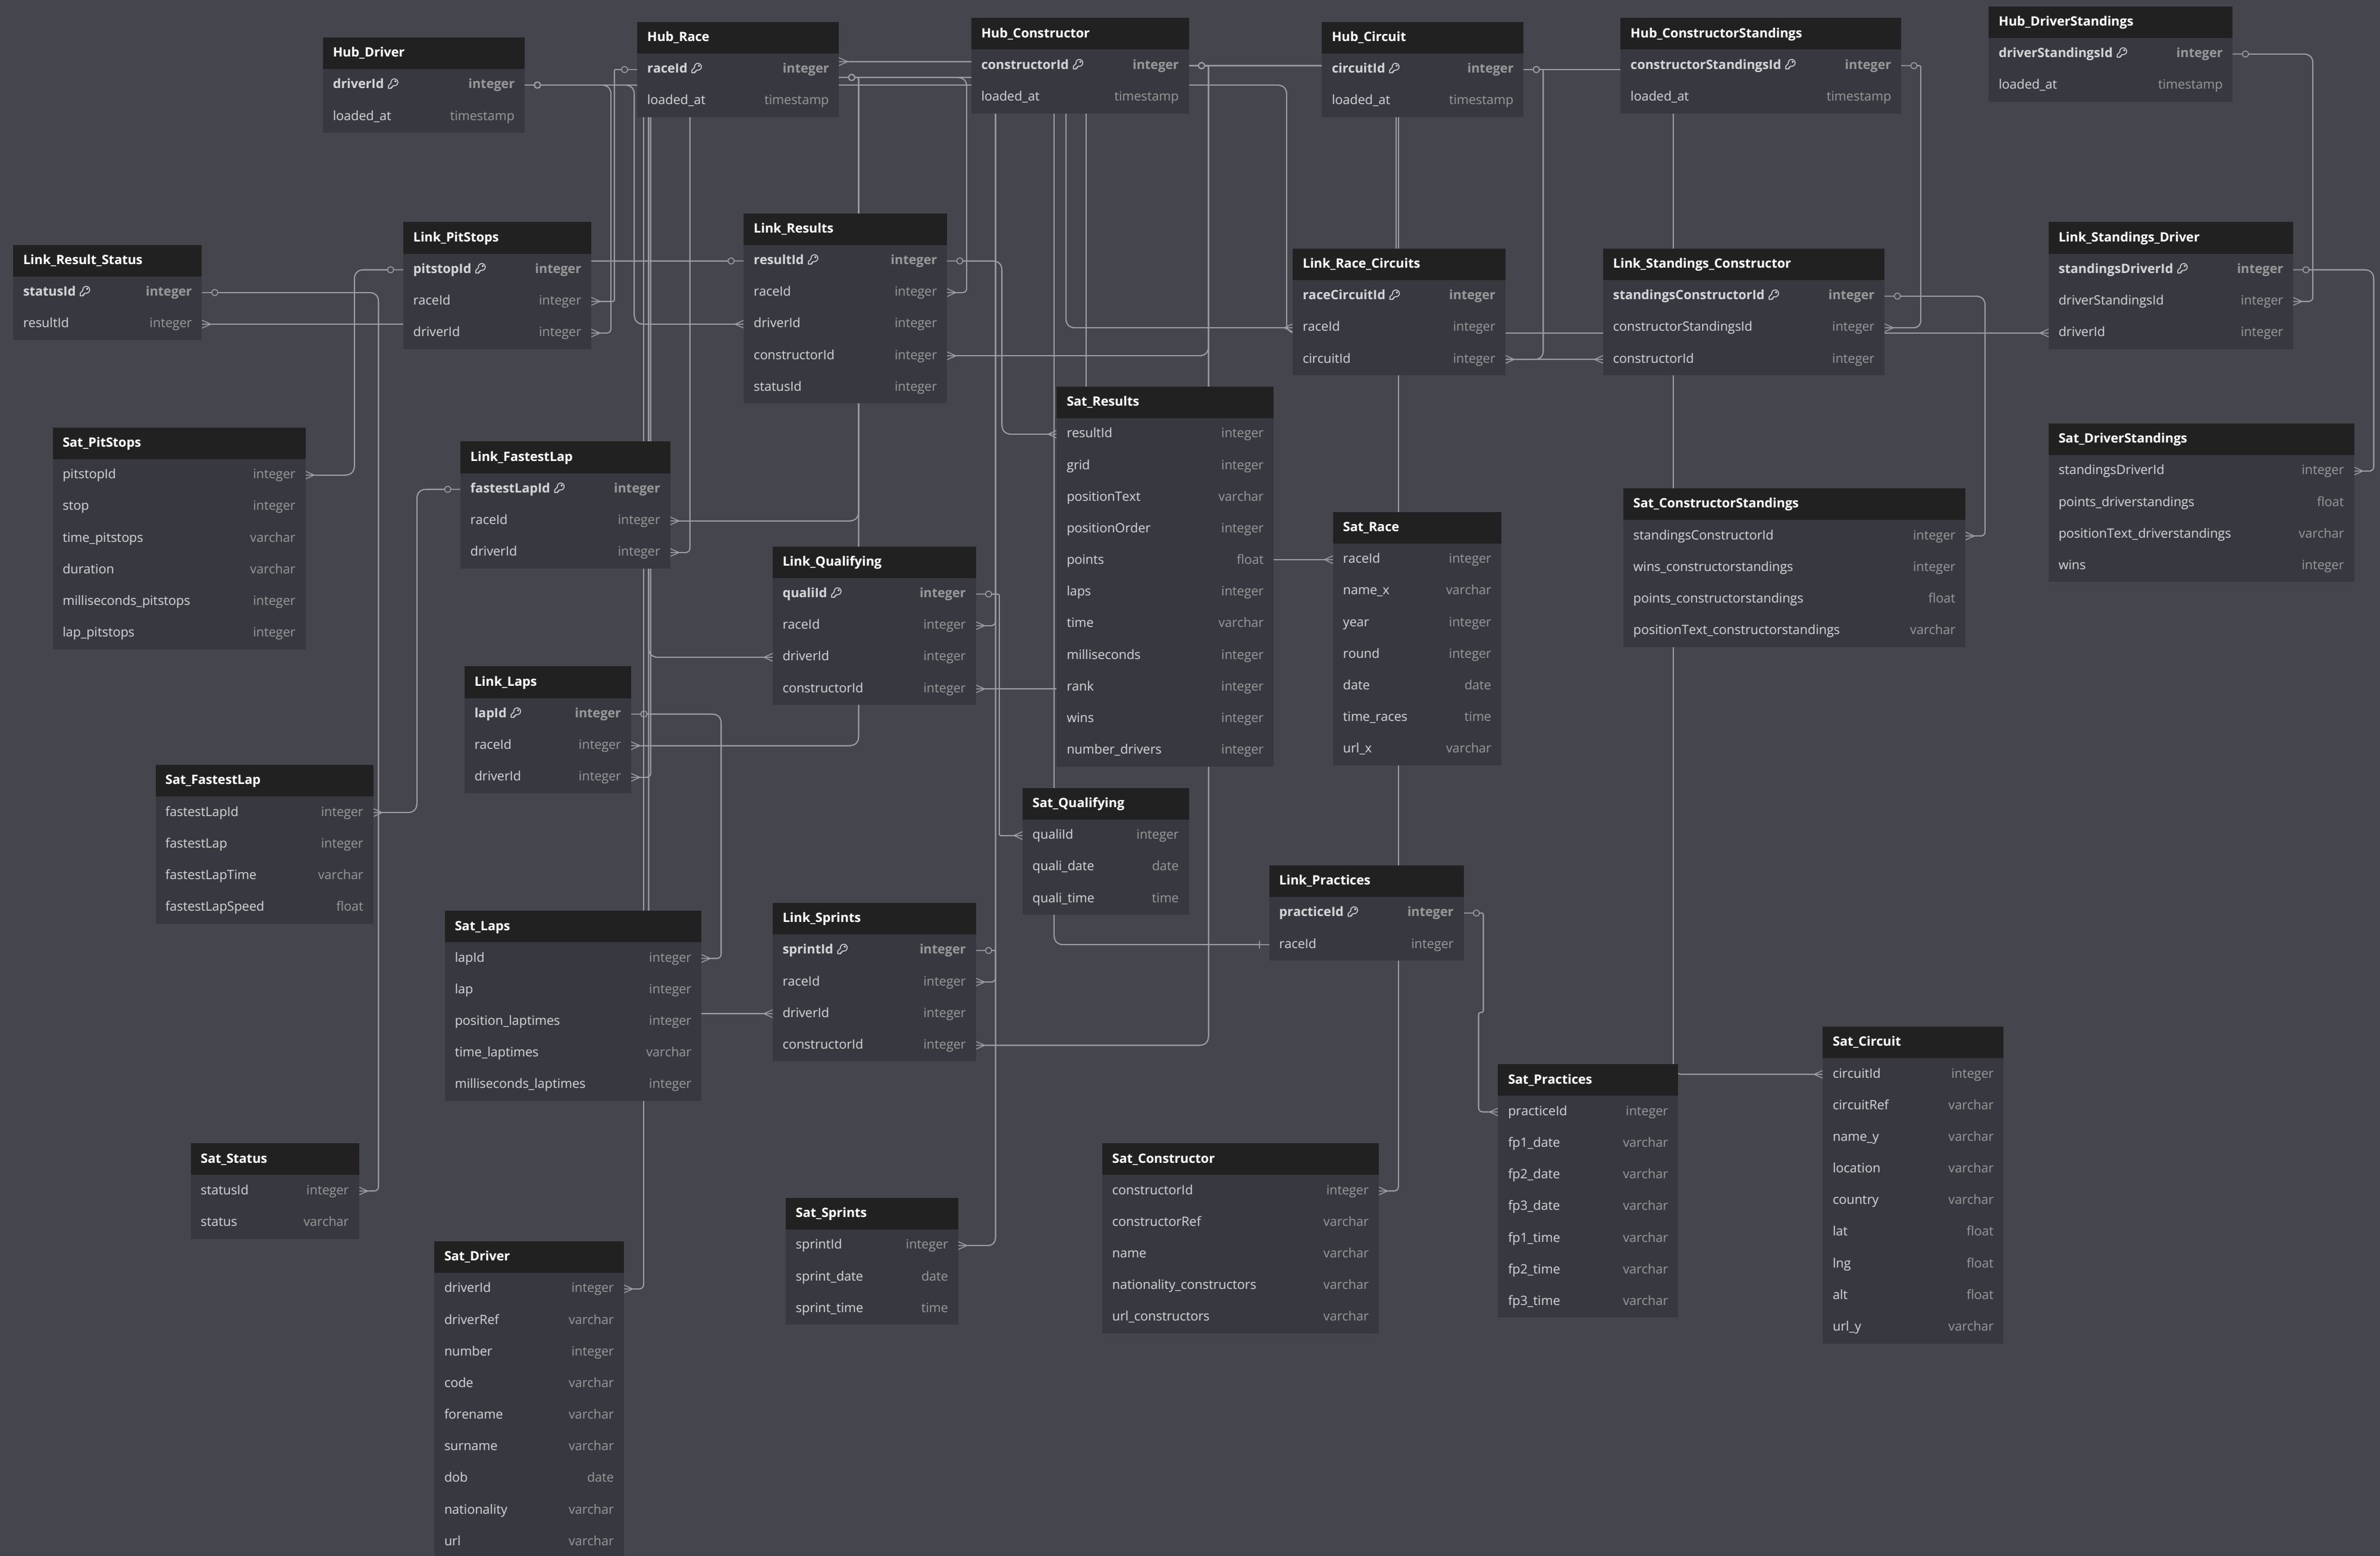 Hub_Driver
driverId integer
loaded_at timestamp
Hub_Race
raceId integer
loaded_at timestamp
Hub_Constructor
constructorId integer
loaded_at timestamp
Hub_Circuit
circuitId integer
loaded_at timestamp
Hub_ConstructorStandings
constructorStandingsId integer
loaded_at timestamp
Hub_DriverStandings
driverStandingsId integer
loaded_at timestamp
Link_Result_Status
statusId integer
resultId integer
Link_PitStops
pitstopId integer
raceId integer
driverId integer
Link_Results
resultId integer
raceId integer
driverId integer
constructorId integer
statusId integer
Link_Race_Circuits
raceCircuitId integer
raceId integer
circuitId integer
Link_Standings_Constructor
standingsConstructorId integer
constructorStandingsId integer
constructorId integer
Link_Standings_Driver
standingsDriverId integer
driverStandingsId integer
driverId integer
Sat_PitStops
pitstopId integer
stop integer
time_pitstops varchar
duration varchar
milliseconds_pitstops integer
lap_pitstops integer
Link_FastestLap
fastestLapId integer
raceId integer
driverId integer
Sat_Results
resultId integer
grid integer
positionText varchar
positionOrder integer
points float
laps integer
time varchar
milliseconds integer
rank integer
wins integer
number_drivers integer
Sat_Race
raceId integer
name_x varchar
year integer
round integer
date date
time_races time
url_x varchar
Sat_ConstructorStandings
standingsConstructorId integer
wins_constructorstandings integer
points_constructorstandings float
positionText_constructorstandings varchar
Sat_DriverStandings
standingsDriverId integer
points_driverstandings float
positionText_driverstandings varchar
wins integer
Link_Qualifying
qualiId integer
raceId integer
driverId integer
constructorId integer
Link_Laps
lapId integer
raceId integer
driverId integer
Sat_FastestLap
fastestLapId integer
fastestLap integer
fastestLapTime varchar
fastestLapSpeed float
Sat_Qualifying
qualiId integer
quali_date date
quali_time time
Link_Practices
practiceId integer
raceId integer
Sat_Laps
lapId integer
lap integer
position_laptimes integer
time_laptimes varchar
milliseconds_laptimes integer
Link_Sprints
sprintId integer
raceId integer
driverId integer
constructorId integer
Sat_Status
statusId integer
status varchar
Sat_Driver
driverId integer
driverRef varchar
number integer
code varchar
forename varchar
surname varchar
dob date
nationality varchar
url varchar
Sat_Sprints
sprintId integer
sprint_date date
sprint_time time
Sat_Constructor
constructorId integer
constructorRef varchar
name varchar
nationality_constructors varchar
url_constructors varchar
Sat_Practices
practiceId integer
fp1_date varchar
fp2_date varchar
fp3_date varchar
fp1_time varchar
fp2_time varchar
fp3_time varchar
Sat_Circuit
circuitId integer
circuitRef varchar
name_y varchar
location varchar
country varchar
lat float
lng float
alt float
url_y varchar